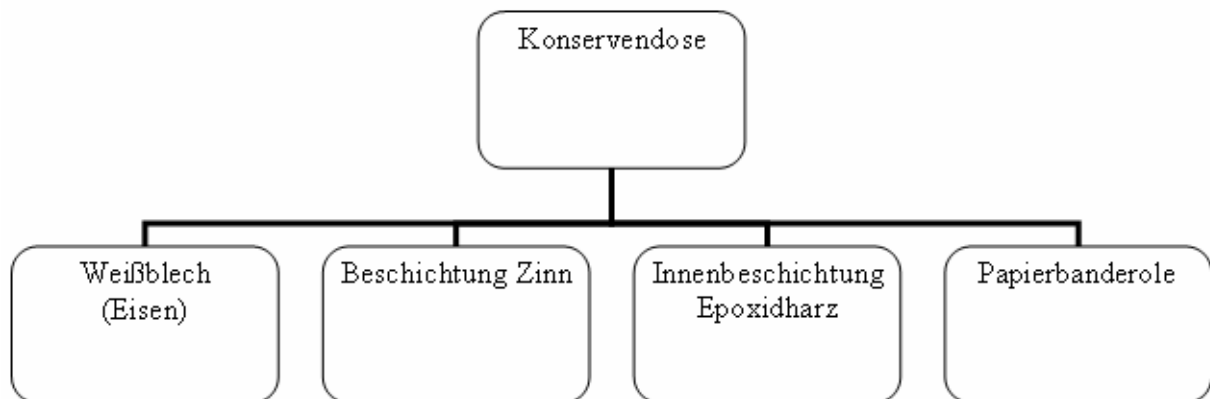 Konservendose
Weißblech
(Eisen)
Beschichtung Zinn
Innenbeschichtung
Epoxidharz
Papierbanderole